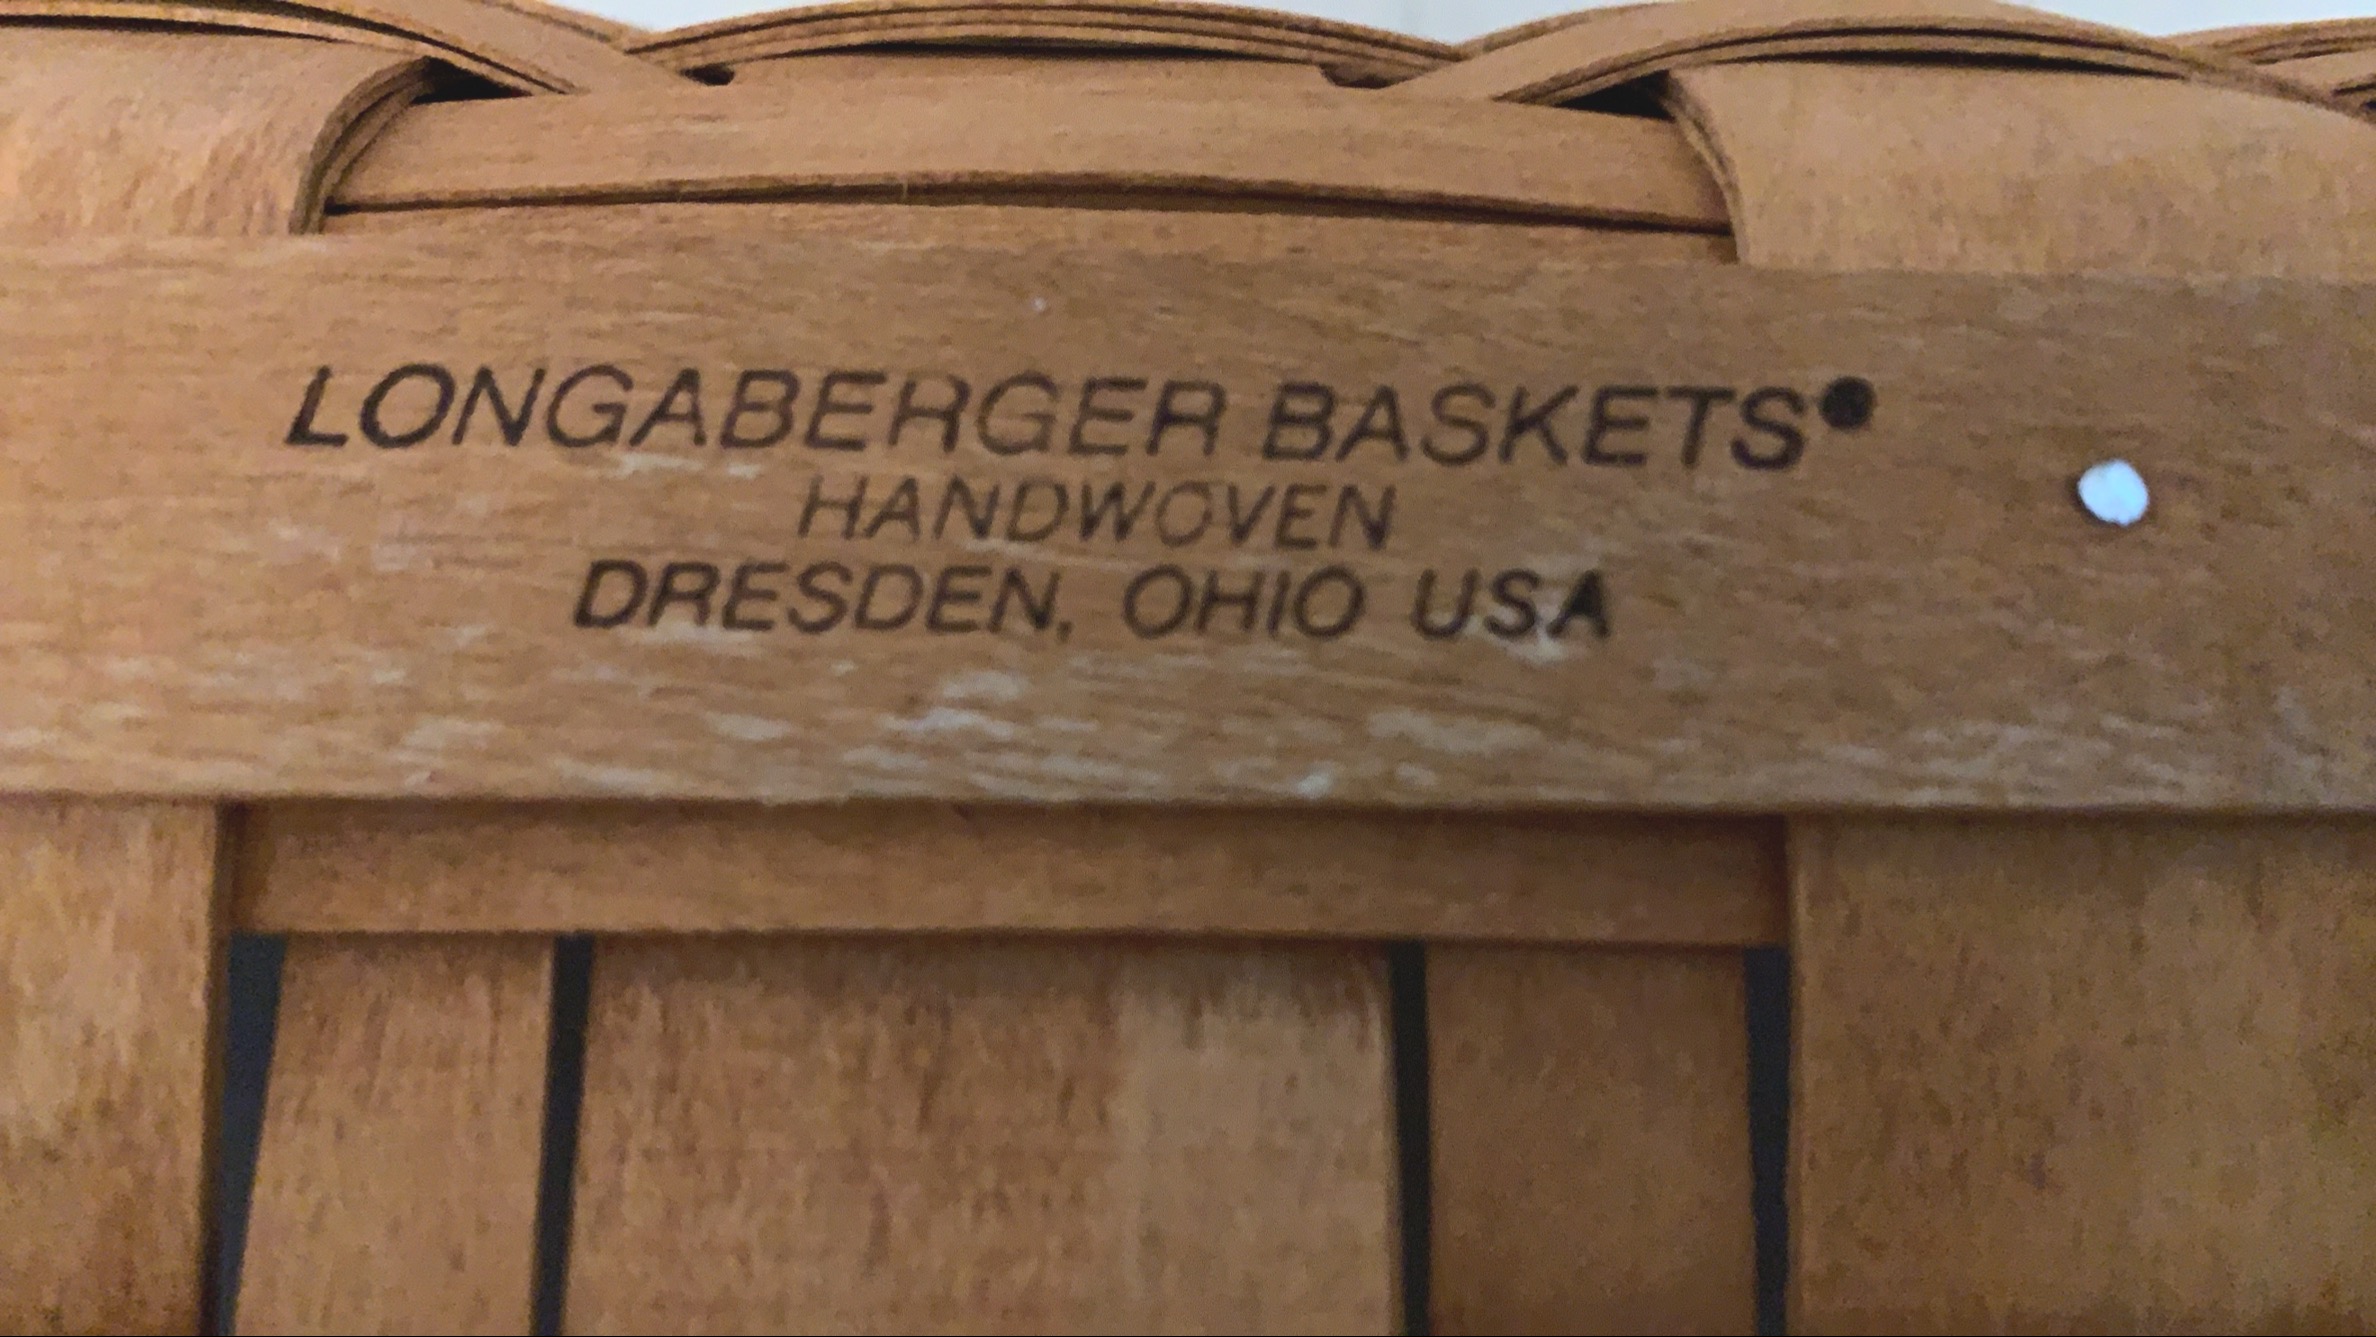 LONGABERGER BASKETS®
HANDWOVEN
DRESDEN, OHIO USA